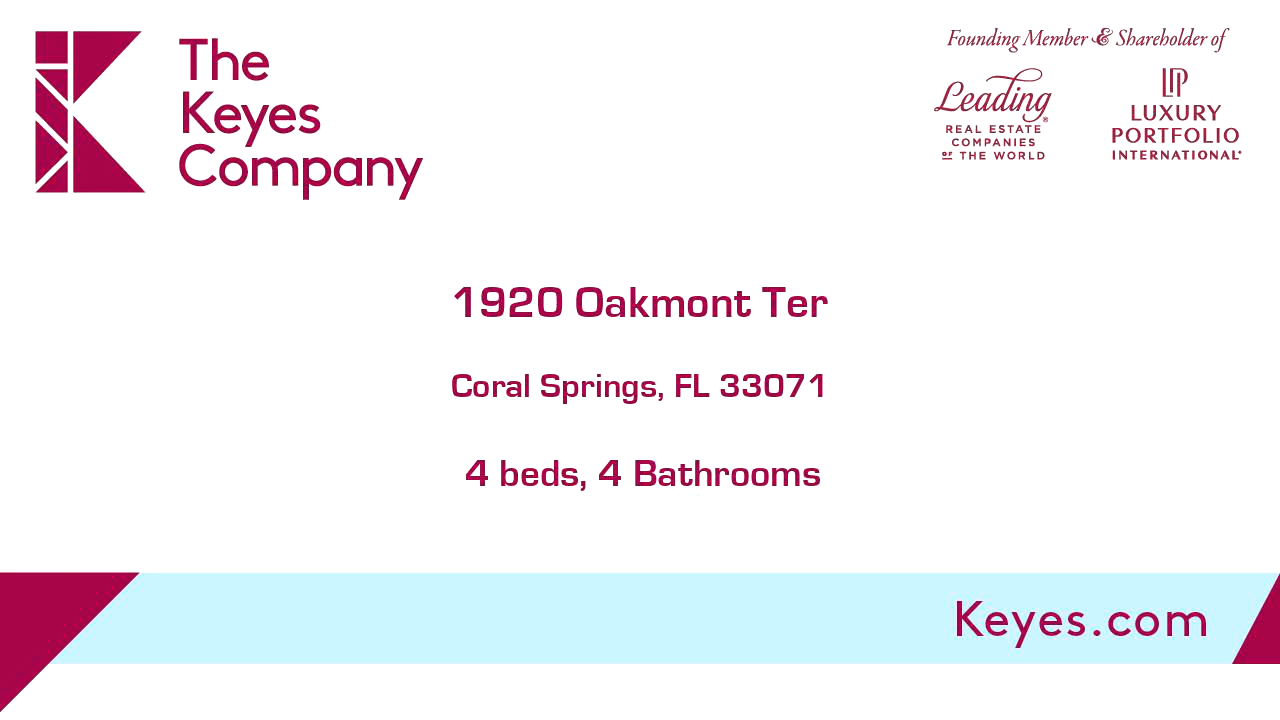 The
Keyes
Company
Founding Member & Shareholder of
Leading®
REAL ESTATE
COMPANIES
OF THE WORLD
LP
LUXURY
PORTFOLIO
INTERNATIONAL®
1920 Oakmont Ter
Coral Springs, FL 33071
4 beds, 4 Bathrooms
Keyes.com